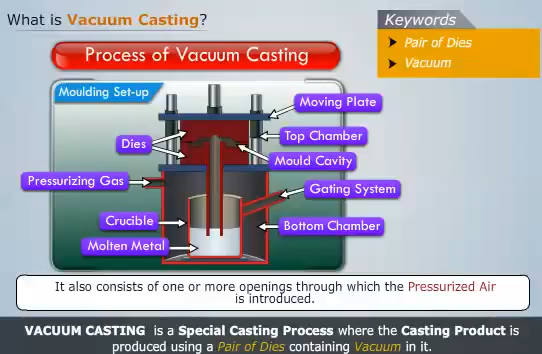 What is Vacuum Casting?
Keywords
Pair of Dies
Vacuum
Process of Vacuum Casting
Moulding Set-up
Moving Plate
Top Chamber
Dies
Mould Cavity
Pressurizing Gas
Gating System
Crucible
Bottom Chamber
Molten Metal
It also consists of one or more openings through which the Pressurized Air
is introduced.
VACUUM CASTING is a Special Casting Process where the Casting Product is
produced using a Pair of Dies containing Vacuum in it.